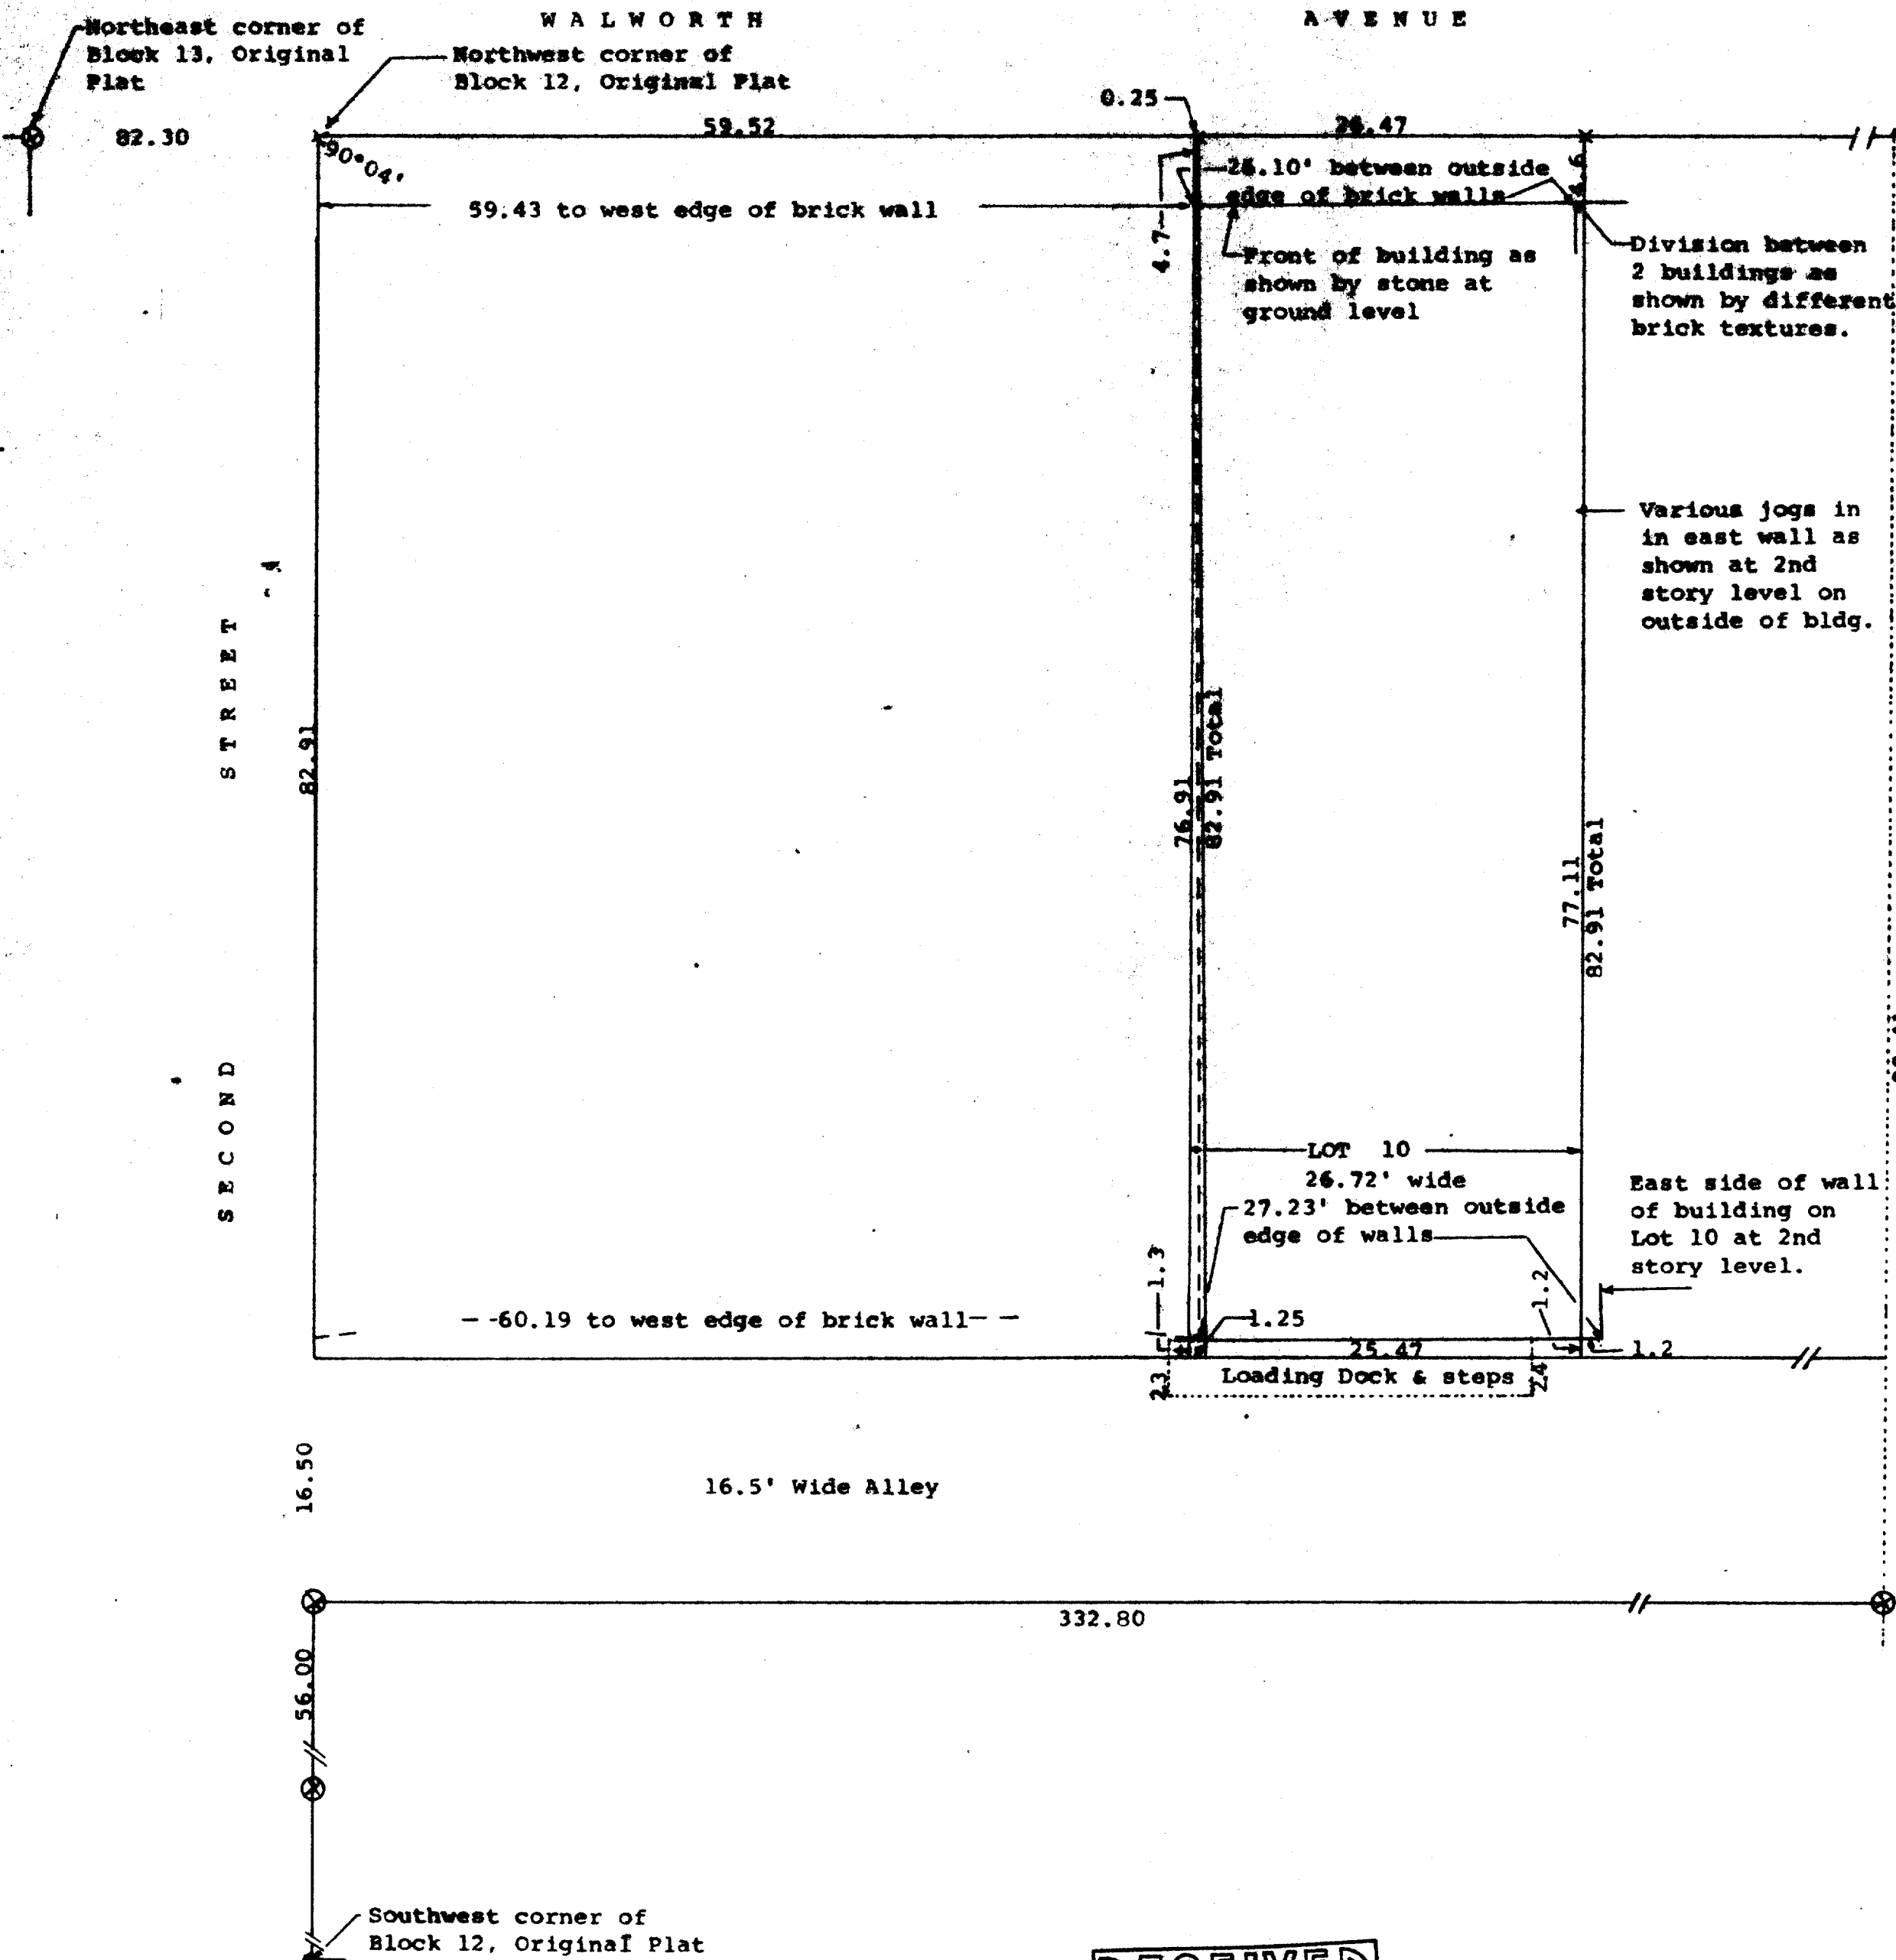 WALWORTH AVENUE
Northeast corner of
Block 13, Original
Plat
Northwest corner of
Block 12, Original Plat
82.30
59.52
0.25
26.47
90°04'
59.43 to west edge of brick wall
26.10' between outside
edge of brick walls
4.6
4.7
Front of building as
shown by stone at
ground level
Division between
2 buildings as
shown by different
brick textures.
Various jogs in
in east wall as
shown at 2nd
story level on
outside of bldg.
SECOND STREET
82.91
76.91
82.91 Total
77.11
82.91 Total
LOT 10
26.72' wide
27.23' between outside
edge of walls
East side of wall
of building on
Lot 10 at 2nd
story level.
1.3
1.2
-60.19 to west edge of brick wall
1.25
25.47
1.2
2.3
Loading Dock & steps
2.4
16.50
16.5' Wide Alley
332.80
56.00
Southwest corner of
Block 12, Original Plat
RECEIVED